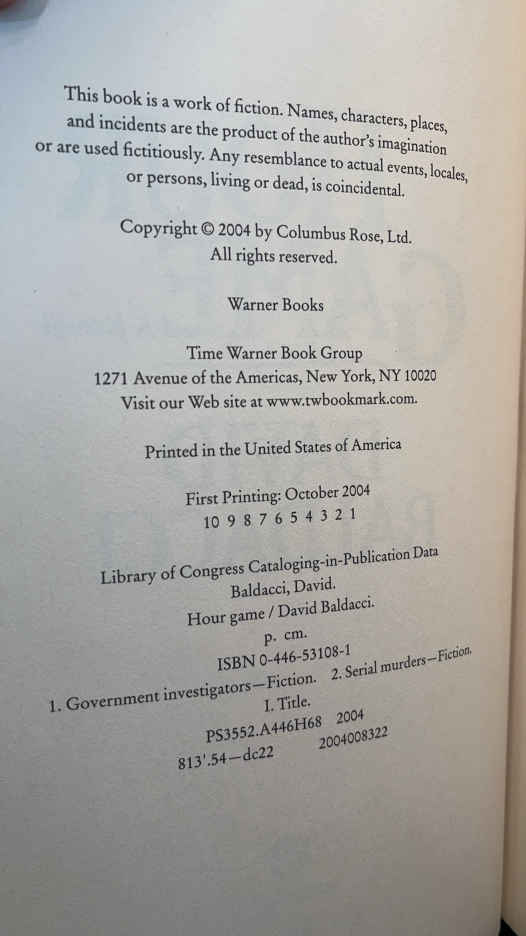 This book is a work of fiction. Names, characters, places,
and incidents are the product of the author's imagination
or are used fictitiously. Any resemblance to actual events, locales,
or persons, living or dead, is coincidental.
Copyright © 2004 by Columbus Rose, Ltd.
All rights reserved.
Warner Books
Time Warner Book Group
1271 Avenue of the Americas, New York, NY 10020
Visit our Web site at www.twbookmark.com.
Printed in the United States of America
First Printing: October 2004
10 9 8 7 6 5 4 3 2 1
Library of Congress Cataloging-in-Publication Data
Baldacci, David.
Hour game / David Baldacci.
p. cm.
ISBN 0-446-53108-1
1. Government investigators—Fiction. 2. Serial murders—Fiction.
I. Title.
PS3552.A446H68 2004
813'.54—dc22 2004008322